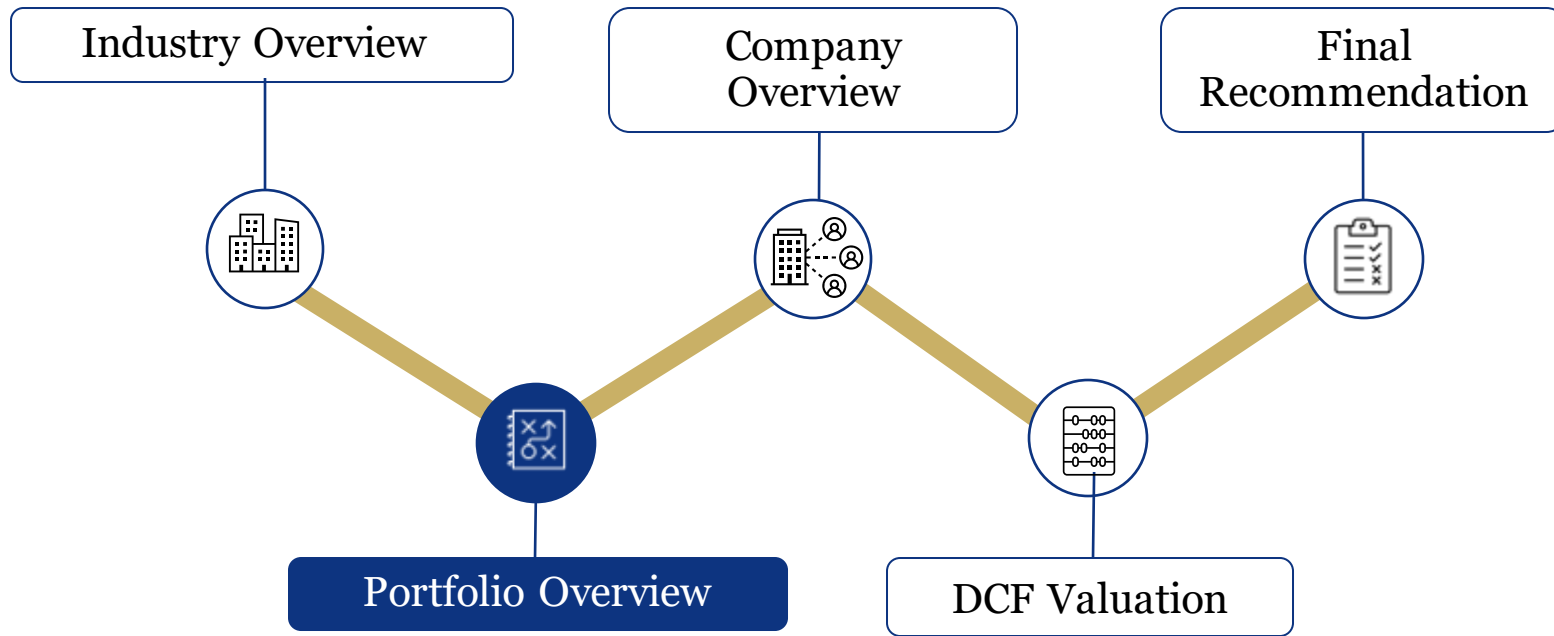 Industry Overview
Company
Overview
Final
Recommendation
Portfolio Overview
DCF Valuation